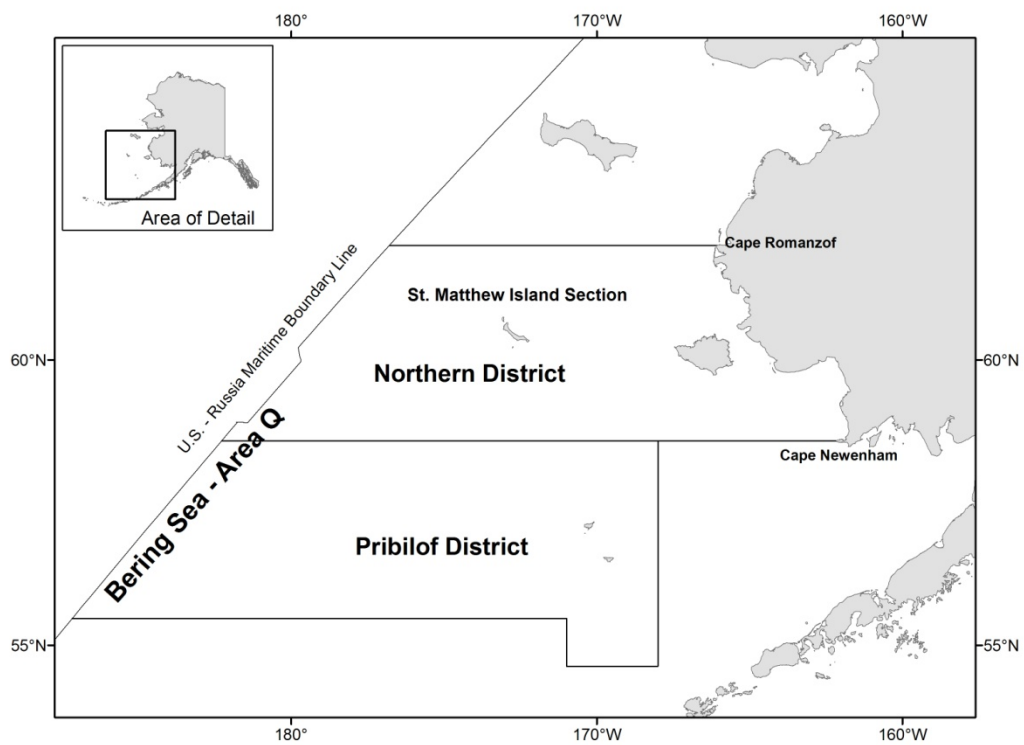 180°
170°W
160°W
Area of Detail
Cape Romanzof
St. Matthew Island Section
U.S. - Russia Maritime Boundary Line
60°N
60°N
Northern District
Bering Sea - Area Q
Cape Newenham
Pribilof District
55°N
55°N
180°
170°W
160°W